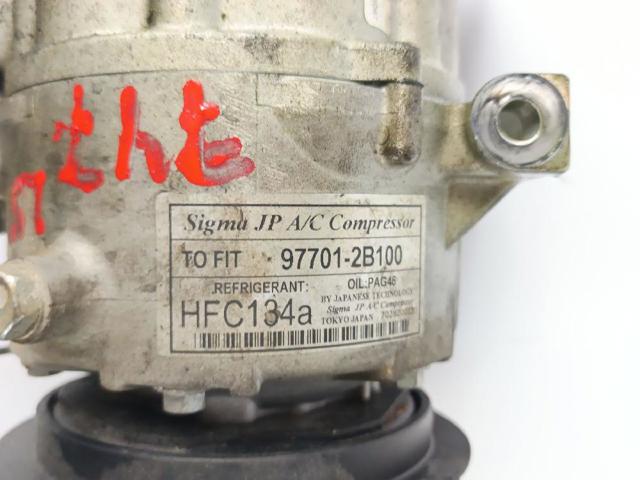 Sigma JP A/C Compressor
TO FIT 97701-2B100
REFRIGERANT: OIL:PAG46
HFC134a
BY JAPANESE TECHNOLOGY
Sigma JP A/C Compressor
TOKYO JAPAN